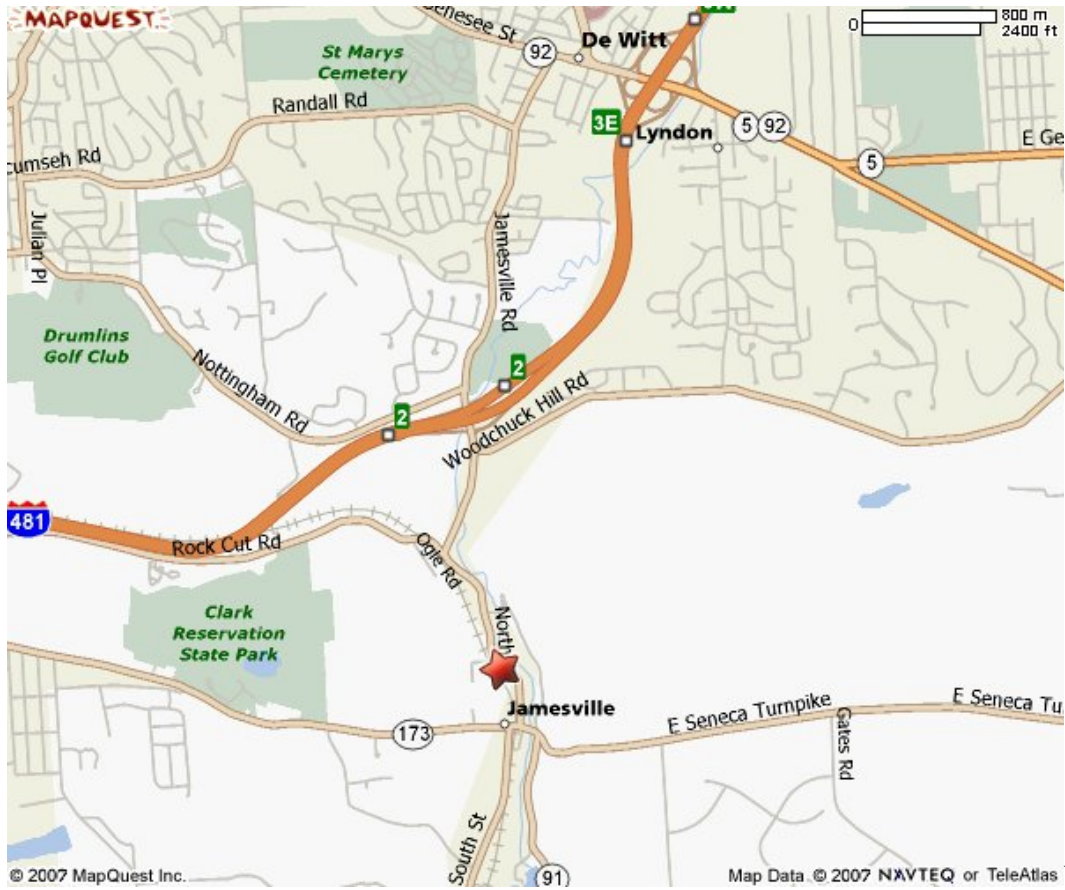 MAPQUEST
enesee St
92
De Witt
800 m
0
2400 ft
St Marys
Cemetery
Randall Rd
3E
Lyndon
5
92
E Ge
5
cumseh Rd
Julian Pl
Jamesville Rd
Drumlins
Golf Club
Nottingham Rd
2
2
Woodchuck Hill Rd
481
Rock Cut Rd
Ogle Rd
Clark
Reservation
State Park
North
Jamesville
173
E Seneca Turnpike
E Seneca Tu
Gates Rd
South St
91
© 2007 MapQuest Inc.
Map Data © 2007 NAVTEQ or TeleAtlas